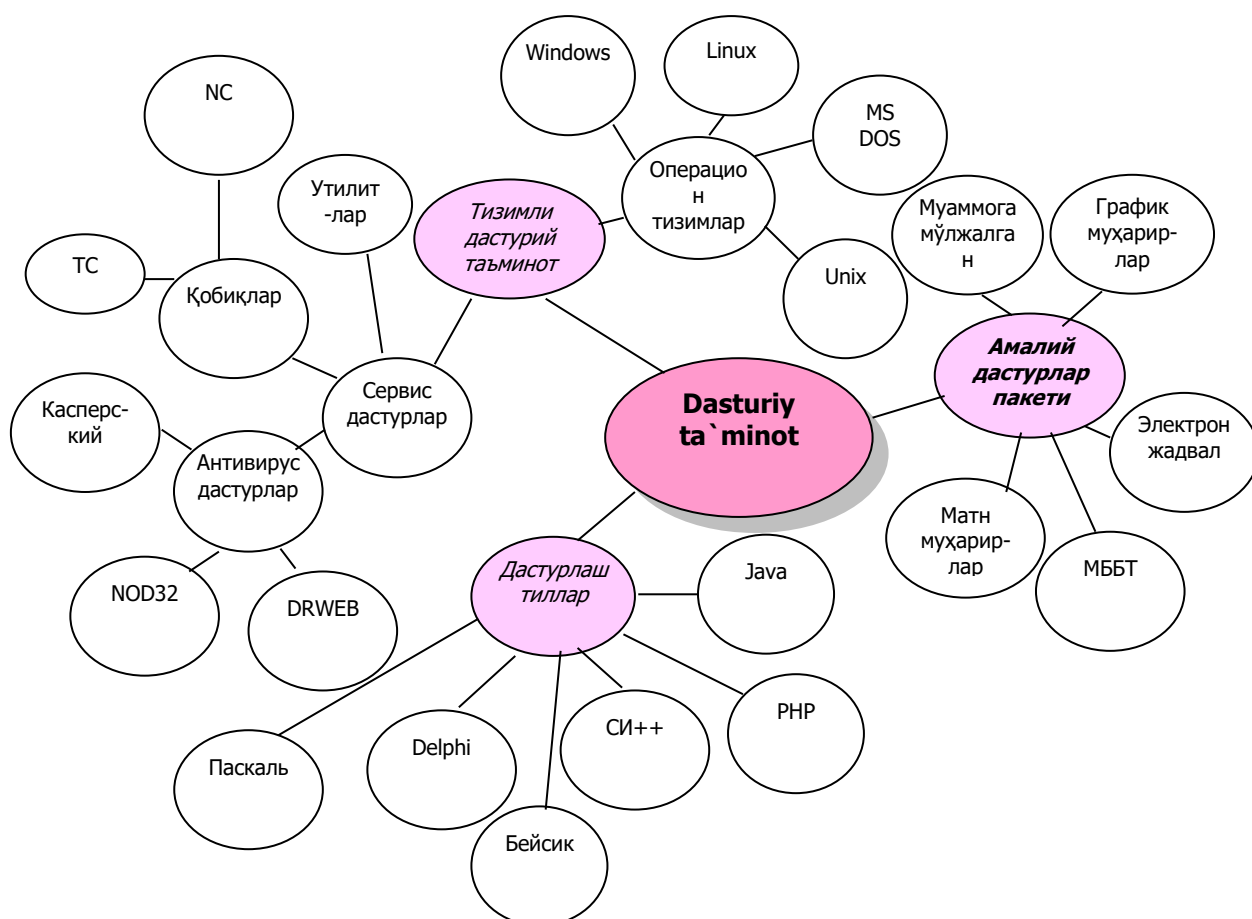 Windows
Linux
NC
MS
DOS
Утилит
-лар
Тизимли
дастурий
таъминот
Операцион
н
тизимлар
Муаммога
мўлжалга
н
График
муҳарир-
лар
ТС
Қобиқлар
Unix
Амалий
дастурлар
пакети
Касперс-
кий
Сервис
дастурлар
Dasturiy
ta`minot
Электрон
жадвал
Антивирус
дастурлар
Матн
муҳарир-
лар
МББТ
NOD32
DRWEB
Дастурлаш
тиллар
Java
Паскаль
Delphi
СИ++
PHP
Бейсик